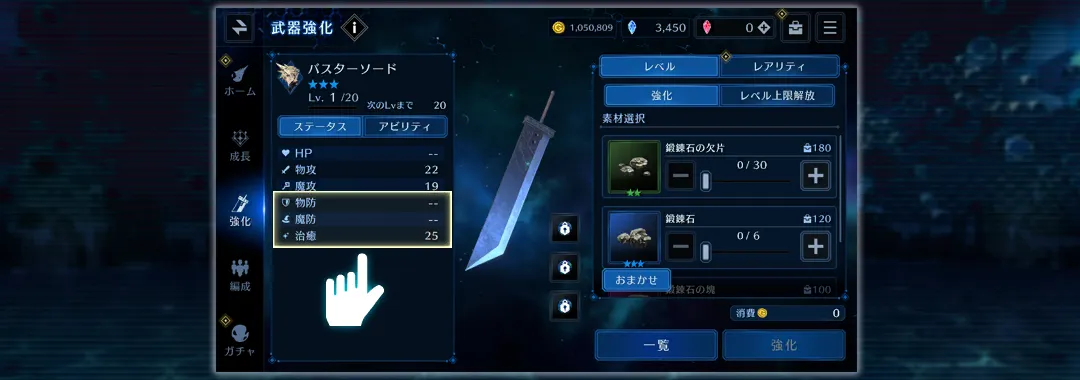 武器強化 i
1,050,809
3,450
0
ホーム
成長
強化
編成
ガチャ
バスターソード
Lv. 1 /20
次のLvまで 20
ステータス
アビリティ
HP --
物攻 22
魔攻 19
物防 --
魔防 --
治癒 25
レベル
レアリティ
強化
レベル上限解放
素材選択
鍛錬石の欠片 180
0 / 30
鍛錬石 120
0 / 6
おまかせ
鍛錬石の塊 100
消費 0
一覧
強化